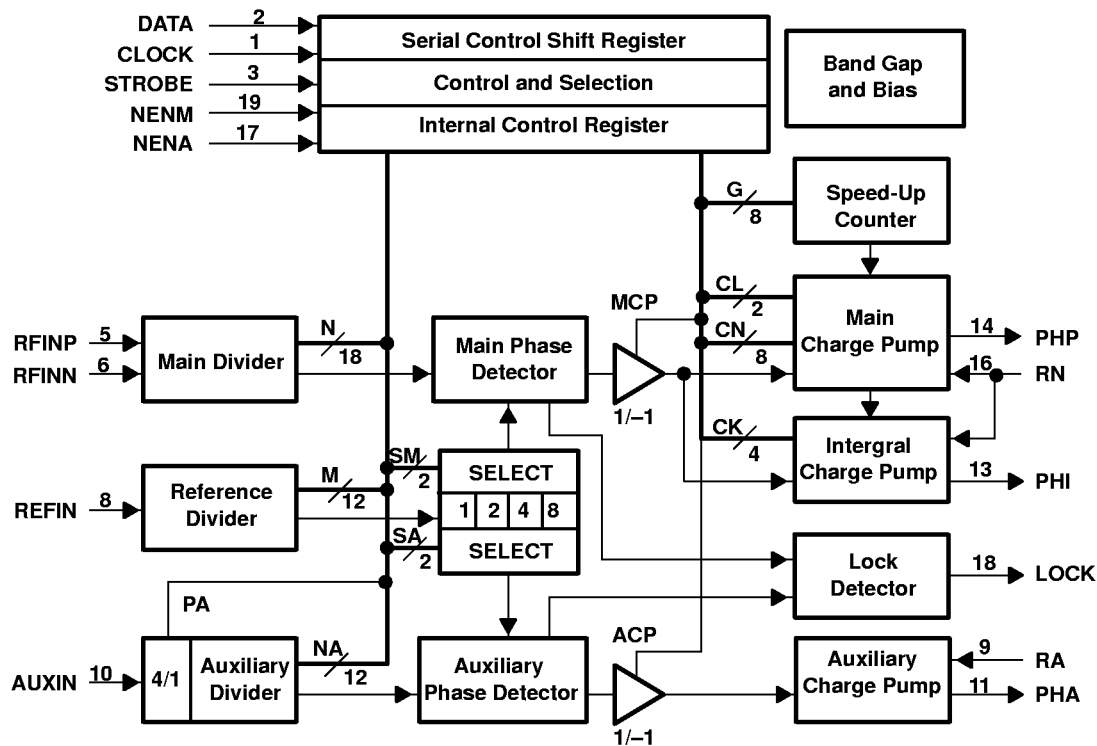 DATA 2
CLOCK 1
STROBE 3
NENM 19
NENA 17
Serial Control Shift Register
Control and Selection
Internal Control Register
Band Gap
and Bias
G
8
Speed-Up
Counter
CL
2
CN
8
CK
4
MCP
1/–1
Main
Charge Pump
14 PHP
16 RN
Intergral
Charge Pump
13 PHI
RFINP 5
RFINN 6
Main Divider
N
18
Main Phase
Detector
SM
2
SELECT
1 2 4 8
SELECT
SA
2
REFIN 8
Reference
Divider
M
12
Lock
Detector
18 LOCK
PA
AUXIN 10
4/1
Auxiliary
Divider
NA
12
Auxiliary
Phase Detector
ACP
1/–1
Auxiliary
Charge Pump
9 RA
11 PHA